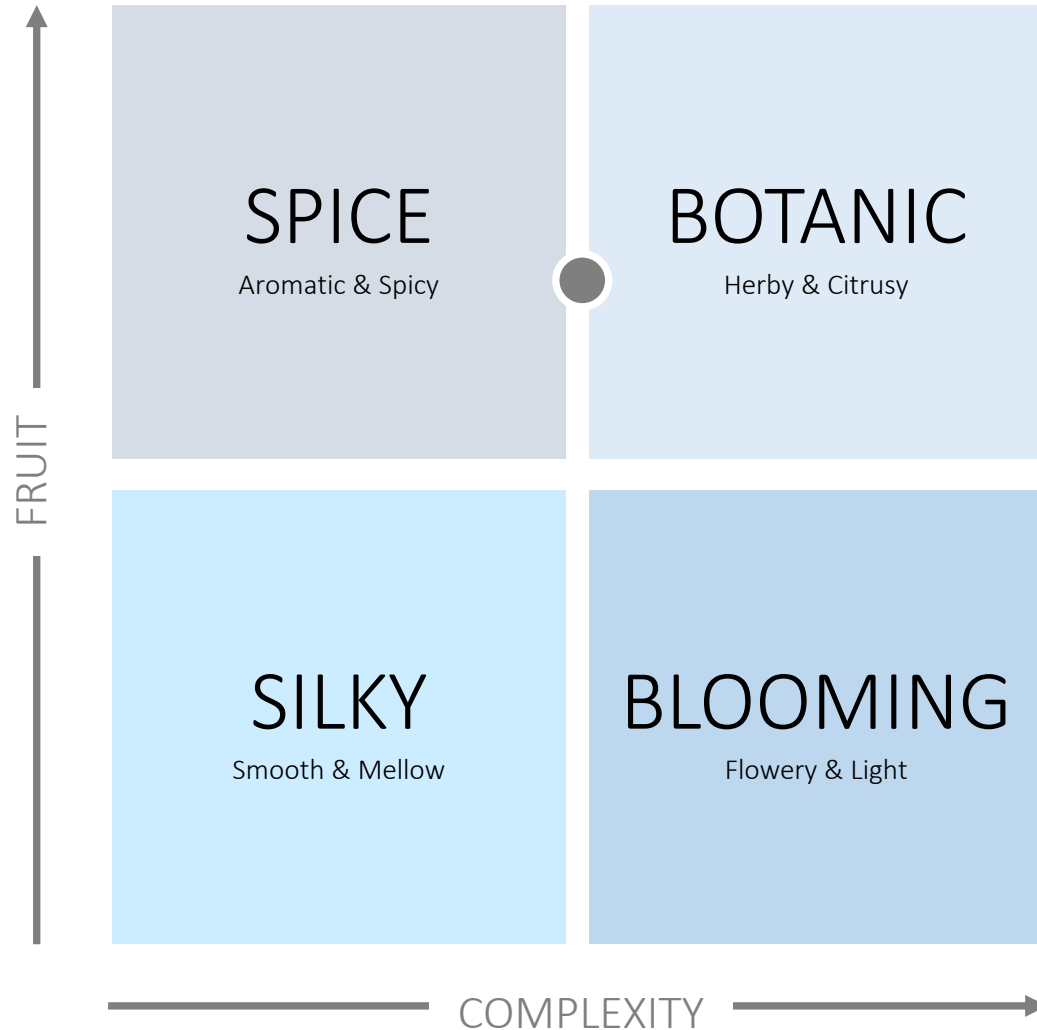 SPICE
Aromatic & Spicy
BOTANIC
Herby & Citrusy
FRUIT
SILKY
Smooth & Mellow
BLOOMING
Flowery & Light
COMPLEXITY